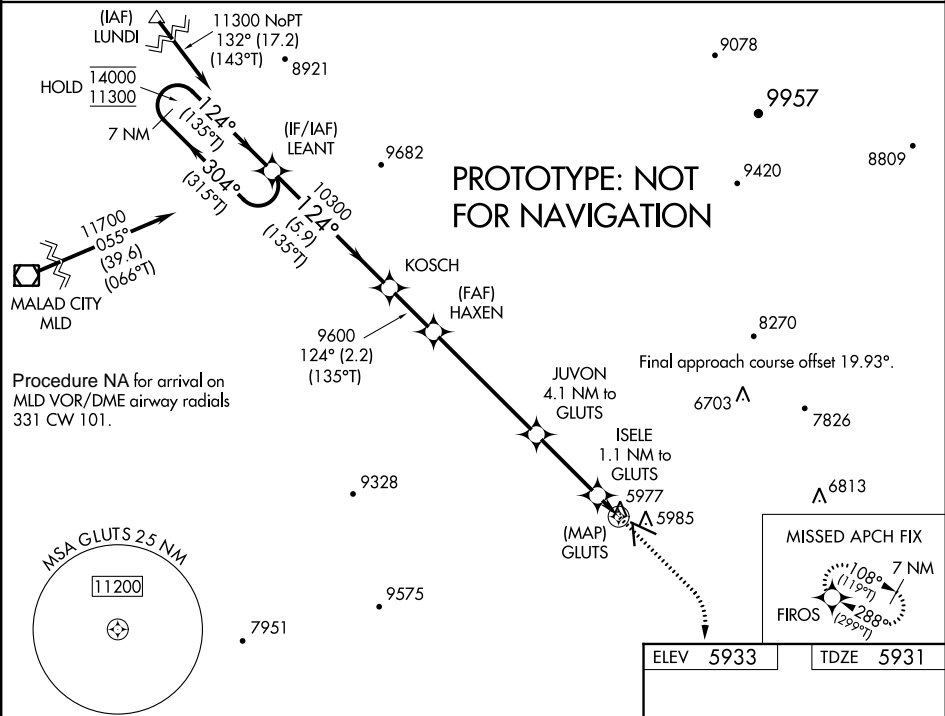 (IAF)
LUNDI
11300 NoPT
132° (17.2)
(143°T)
8921
HOLD
14000
11300
7 NM
124°
(135°T)
304°
(315°T)
(IF/IAF)
LEANT
9682
9078
9957
9420
8809
PROTOTYPE: NOT
FOR NAVIGATION
10300
124°
(5.9)
(135°T)
11700
055°
(39.6)
(066°T)
MALAD CITY
MLD
KOSCH
(FAF)
HAXEN
9600
124° (2.2)
(135°T)
8270
Final approach course offset 19.93°.
Procedure NA for arrival on
MLD VOR/DME airway radials
331 CW 101.
JUVON
4.1 NM to
GLUTS
6703
7826
ISELE
1.1 NM to
GLUTS
9328
5977
5985
6813
(MAP)
GLUTS
MISSED APCH FIX
7 NM
108°
(119°T)
FIROS
288°
(299°T)
MSA GLUTS 25 NM
11200
9575
7951
ELEV 5933
TDZE 5931